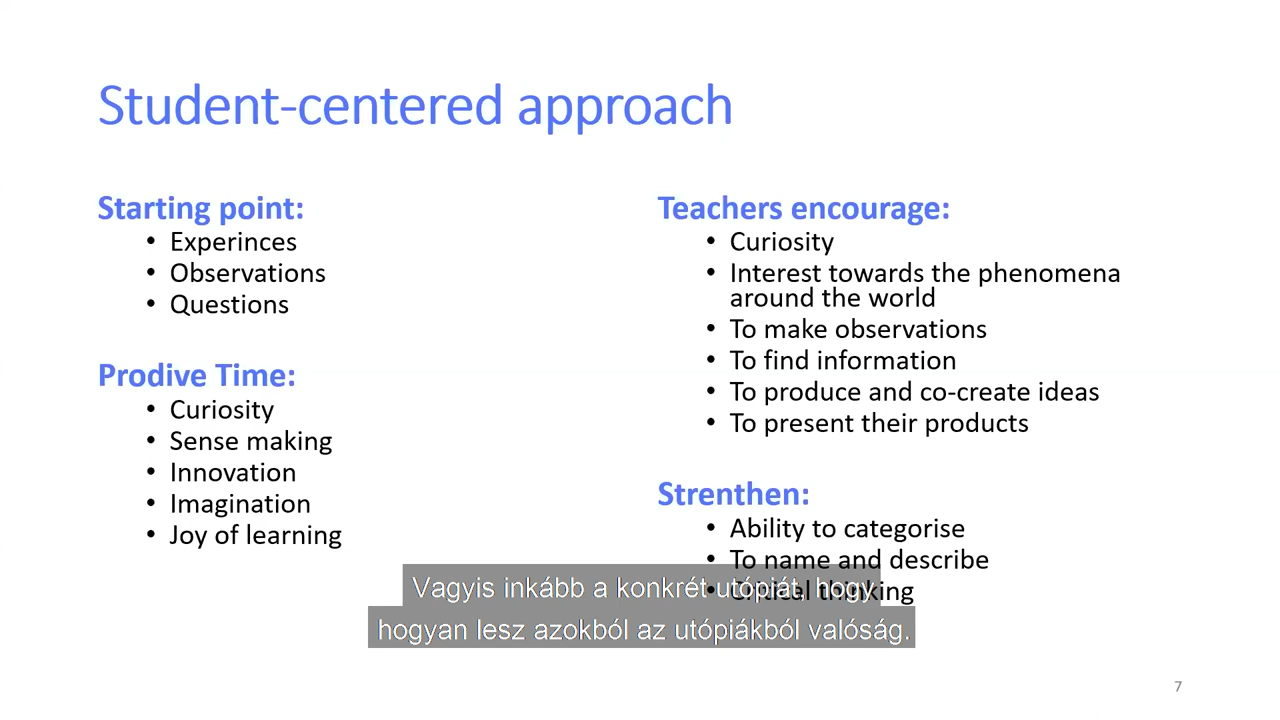 Student-centered approach
Starting point:
• Experinces
• Observations
• Questions
Prodive Time:
• Curiosity
• Sense making
• Innovation
• Imagination
• Joy of learning
Teachers encourage:
• Curiosity
• Interest towards the phenomena
around the world
• To make observations
• To find information
• To produce and co-create ideas
• To present their products
Strenthen:
• Ability to categorise
• To name and describe
• Critical thinking
Vagyis inkább a konkrét utópiát, hogy
hogyan lesz azokból az utópiákból valóság.
7